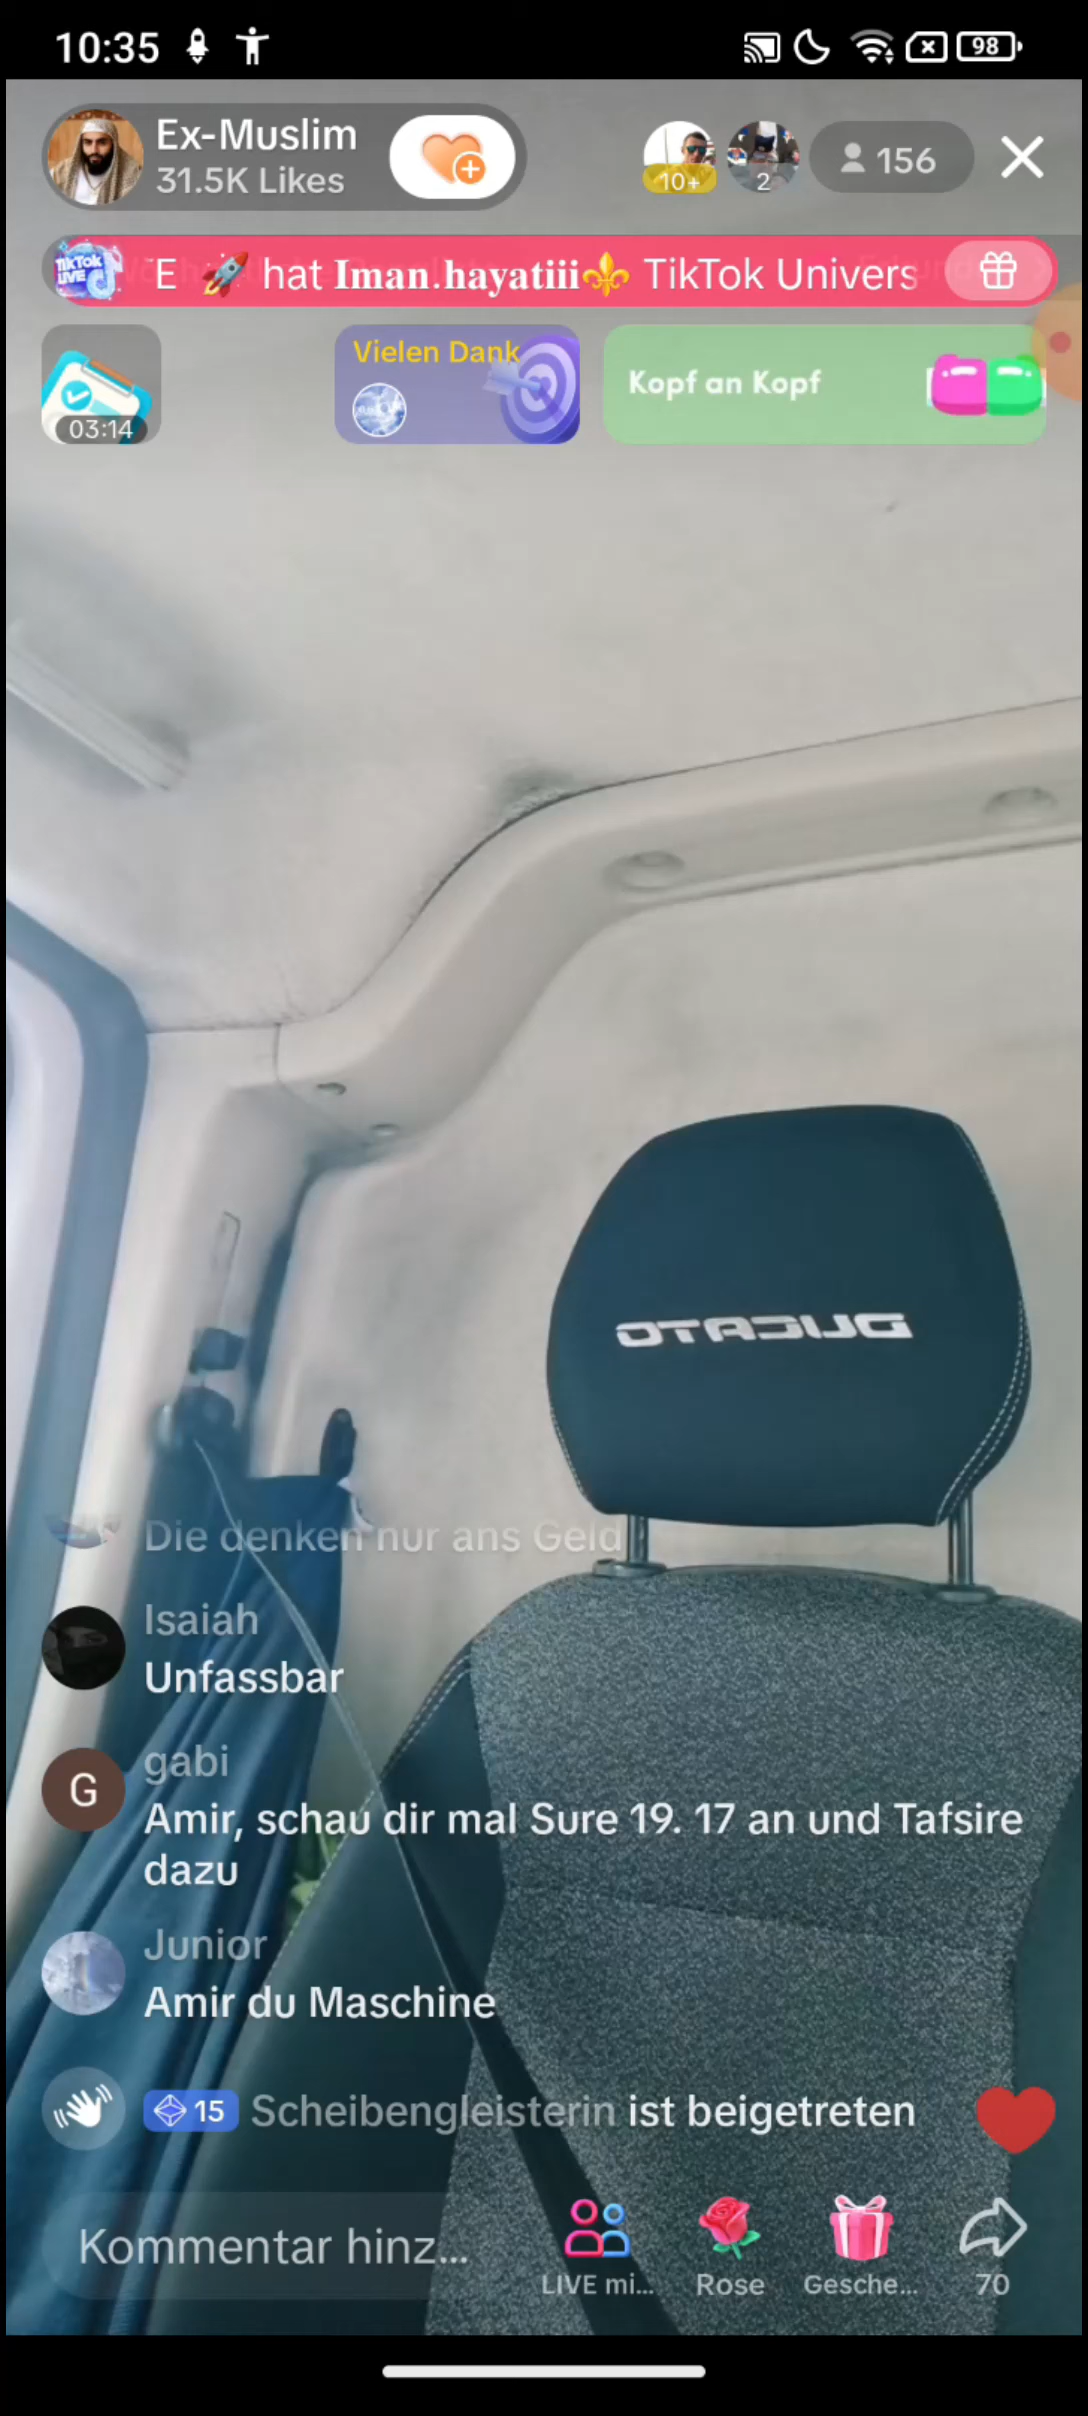 10:35
98
Ex-Muslim
31.5K Likes
10+
2
156
TikTok
LIVE
E 🚀 hat 𝐈𝐦𝐚𝐧.𝐡𝐚𝐲𝐚𝐭𝐢𝐢𝐢⚜️ TikTok Univers
03:14
Vielen Dank
Kopf an Kopf
DUCATO
Die denken nur ans Geld
Isaiah
Unfassbar
gabi
G
Amir, schau dir mal Sure 19. 17 an und Tafsire
dazu
Junior
Amir du Maschine
15 Scheibengleisterin ist beigetreten
Kommentar hinz...
LIVE mi...
Rose
Gesche...
70